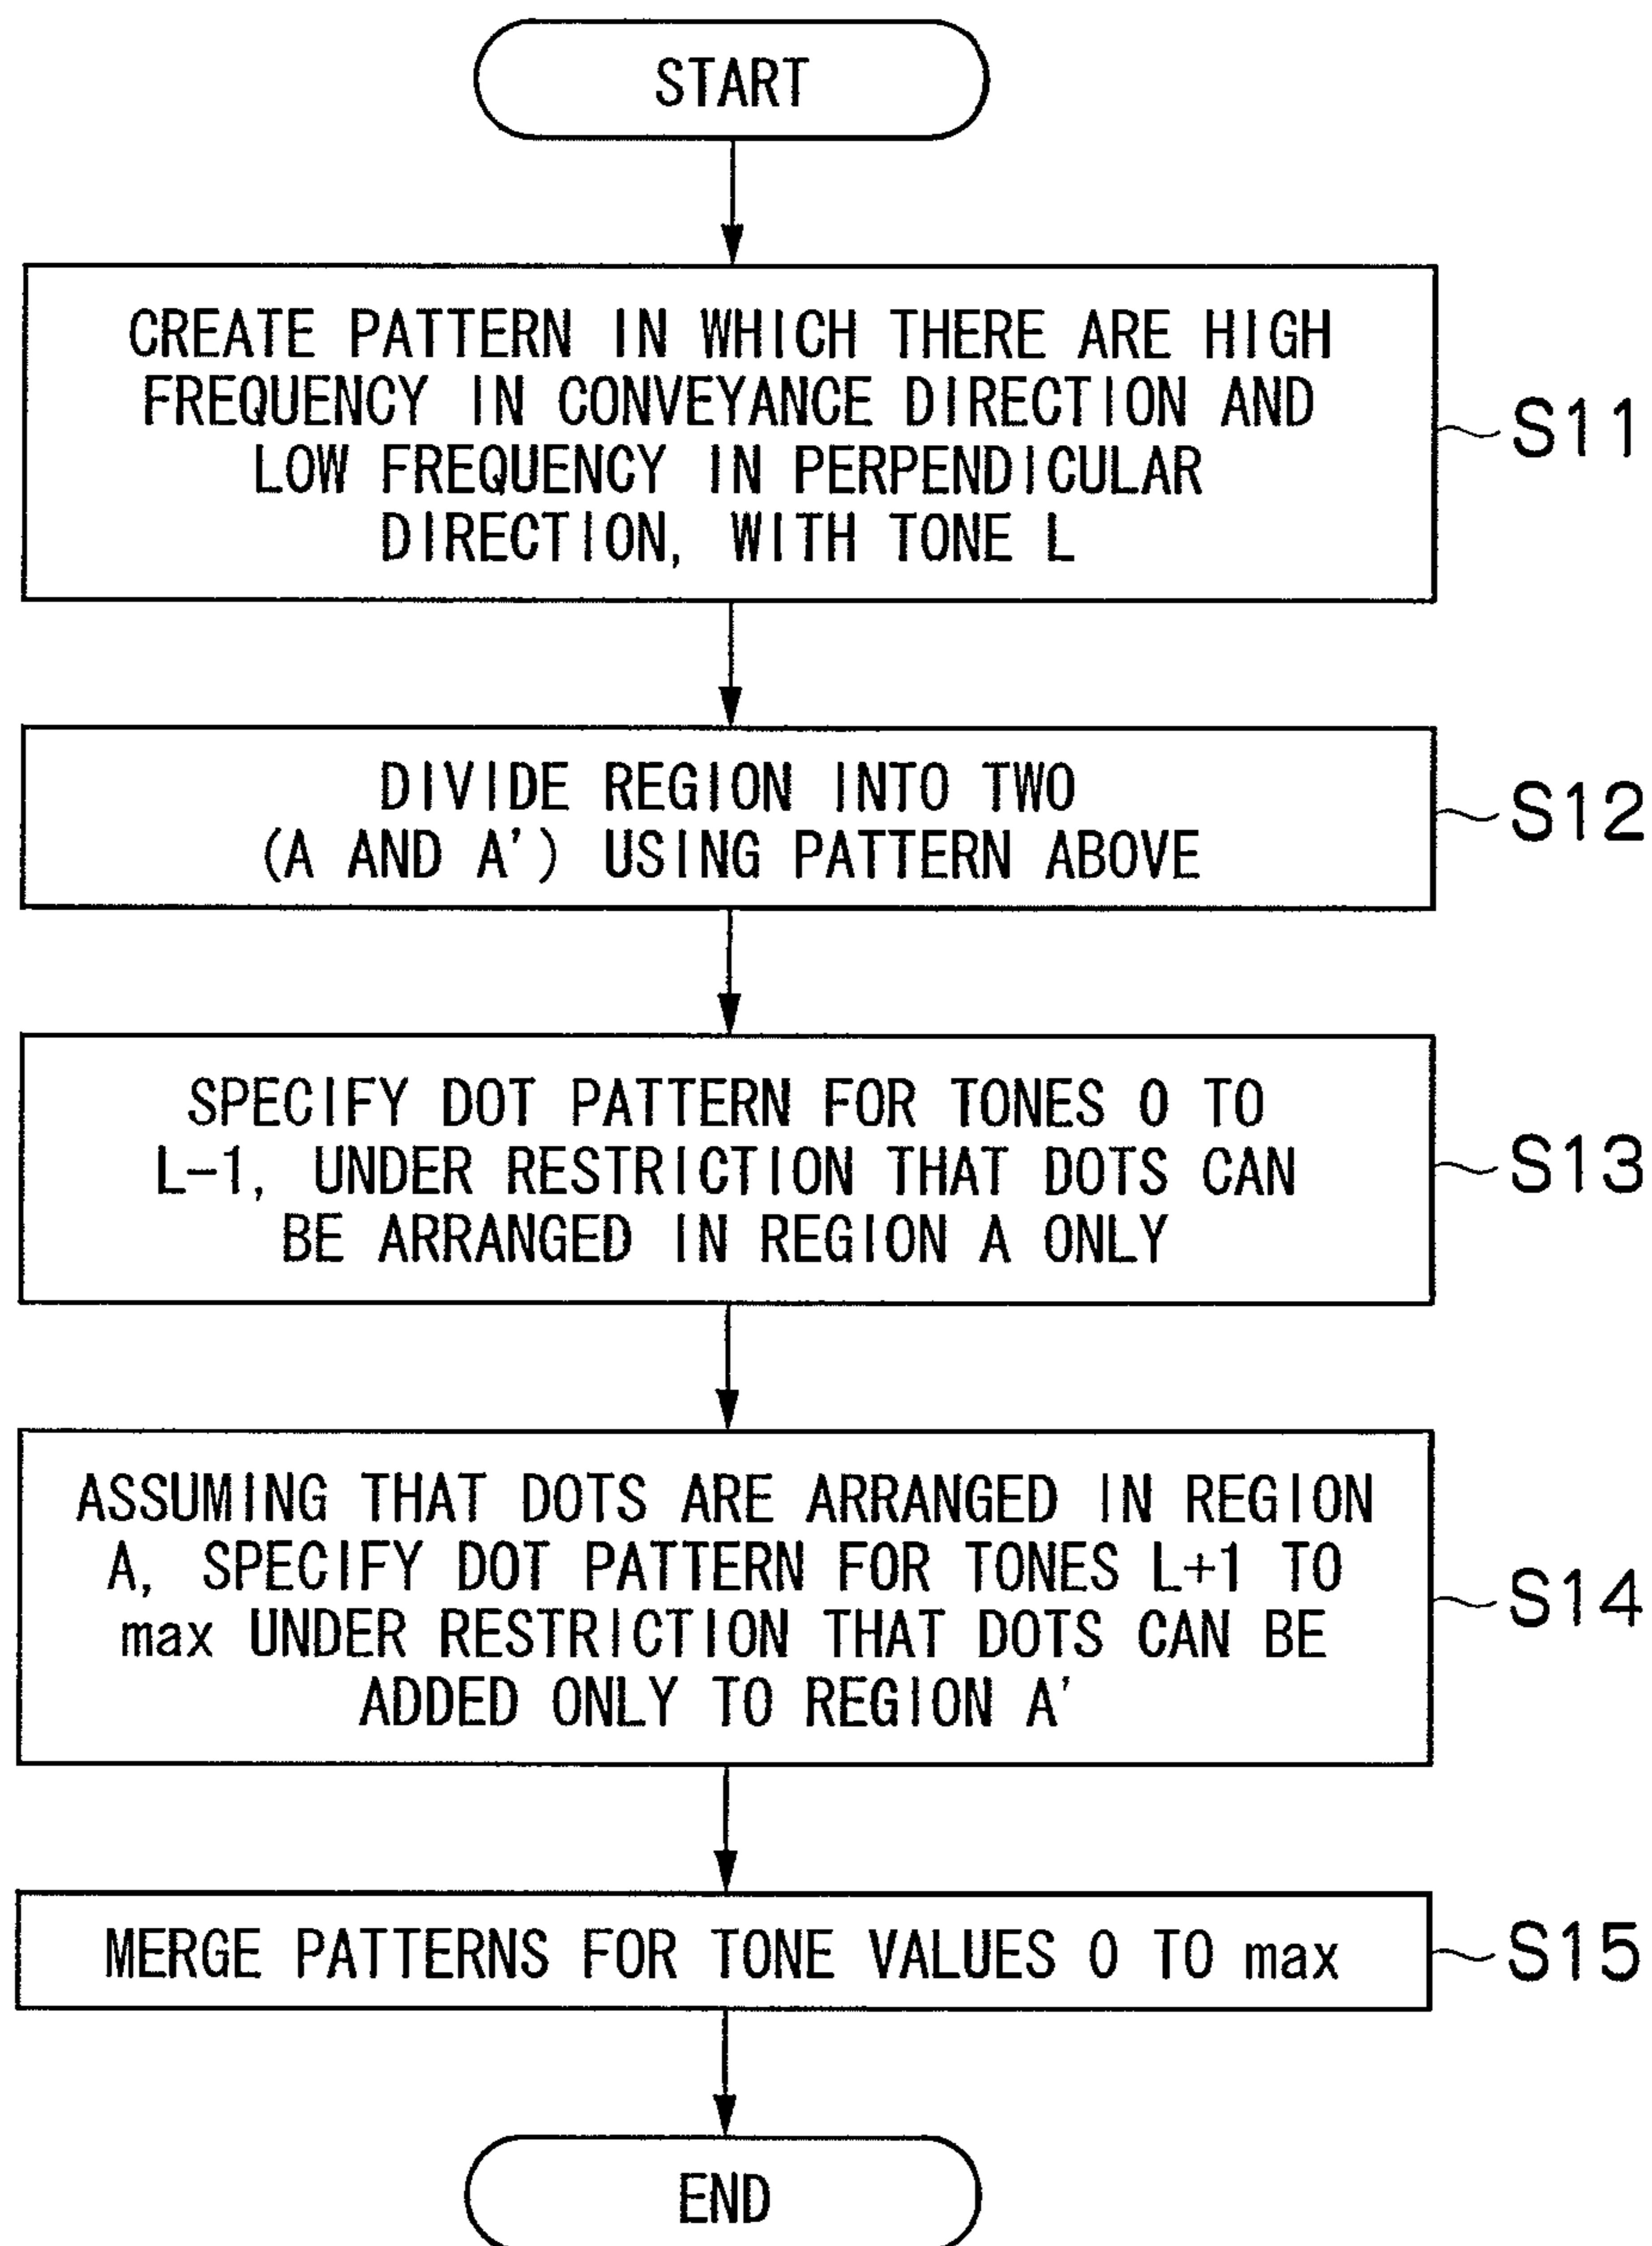 START
CREATE PATTERN IN WHICH THERE ARE HIGH
FREQUENCY IN CONVEYANCE DIRECTION AND
LOW FREQUENCY IN PERPENDICULAR
DIRECTION, WITH TONE L
S11
DIVIDE REGION INTO TWO
(A AND A') USING PATTERN ABOVE
S12
SPECIFY DOT PATTERN FOR TONES 0 TO
L-1, UNDER RESTRICTION THAT DOTS CAN
BE ARRANGED IN REGION A ONLY
S13
ASSUMING THAT DOTS ARE ARRANGED IN REGION
A, SPECIFY DOT PATTERN FOR TONES L+1 TO
max UNDER RESTRICTION THAT DOTS CAN BE
ADDED ONLY TO REGION A'
S14
MERGE PATTERNS FOR TONE VALUES 0 TO max
S15
END